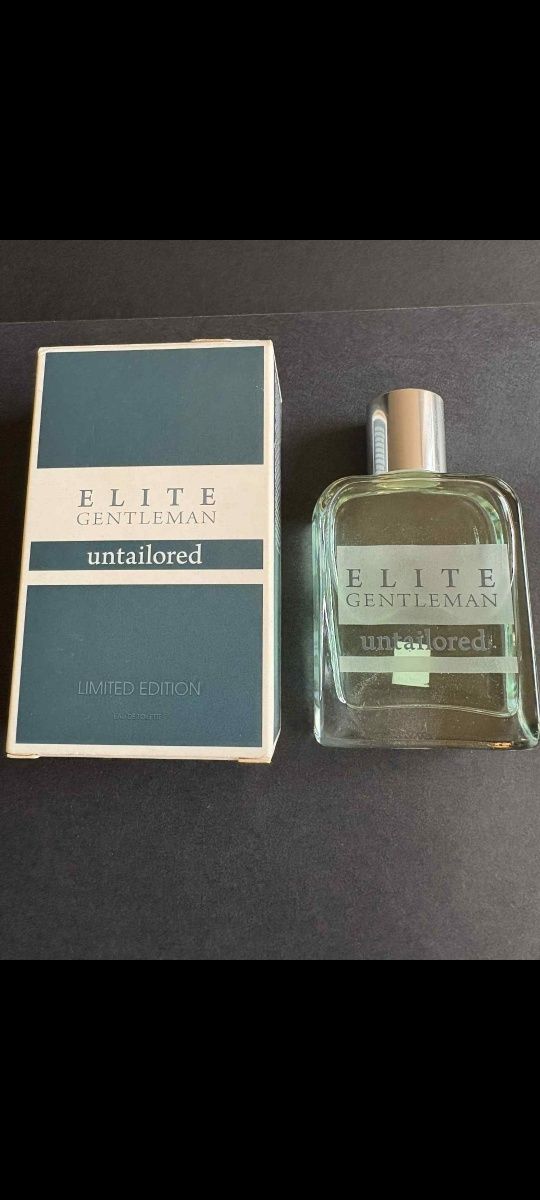 ELITE
GENTLEMAN
untailored
LIMITED EDITION
EAU DE TOILETTE
ELITE
GENTLEMAN
untailored